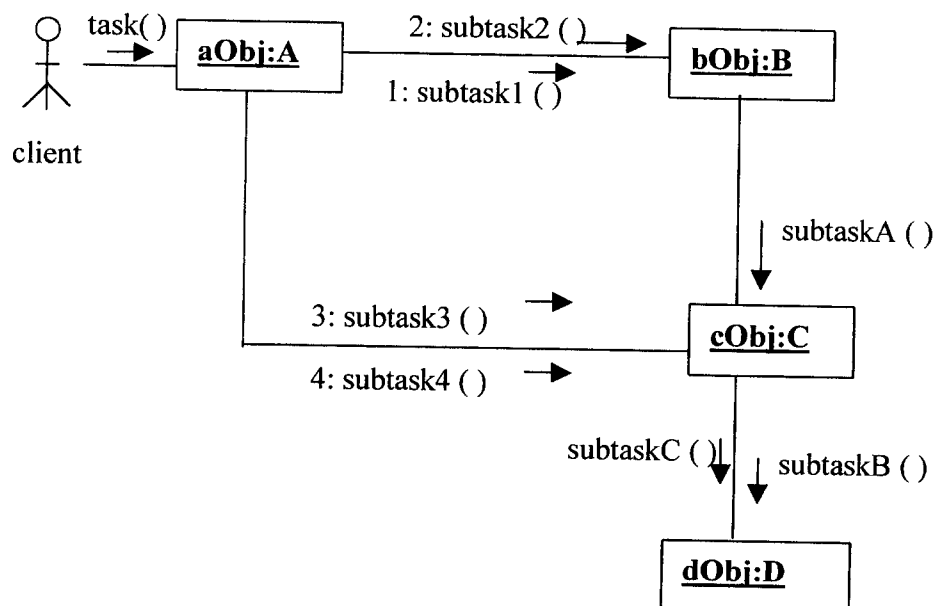 task()
aObj:A
2: subtask2 ( )
bObj:B
1: subtask1 ( )
client
subtaskA ( )
3: subtask3 ( )
cObj:C
4: subtask4 ( )
subtaskC ( )
subtaskB ( )
dObj:D